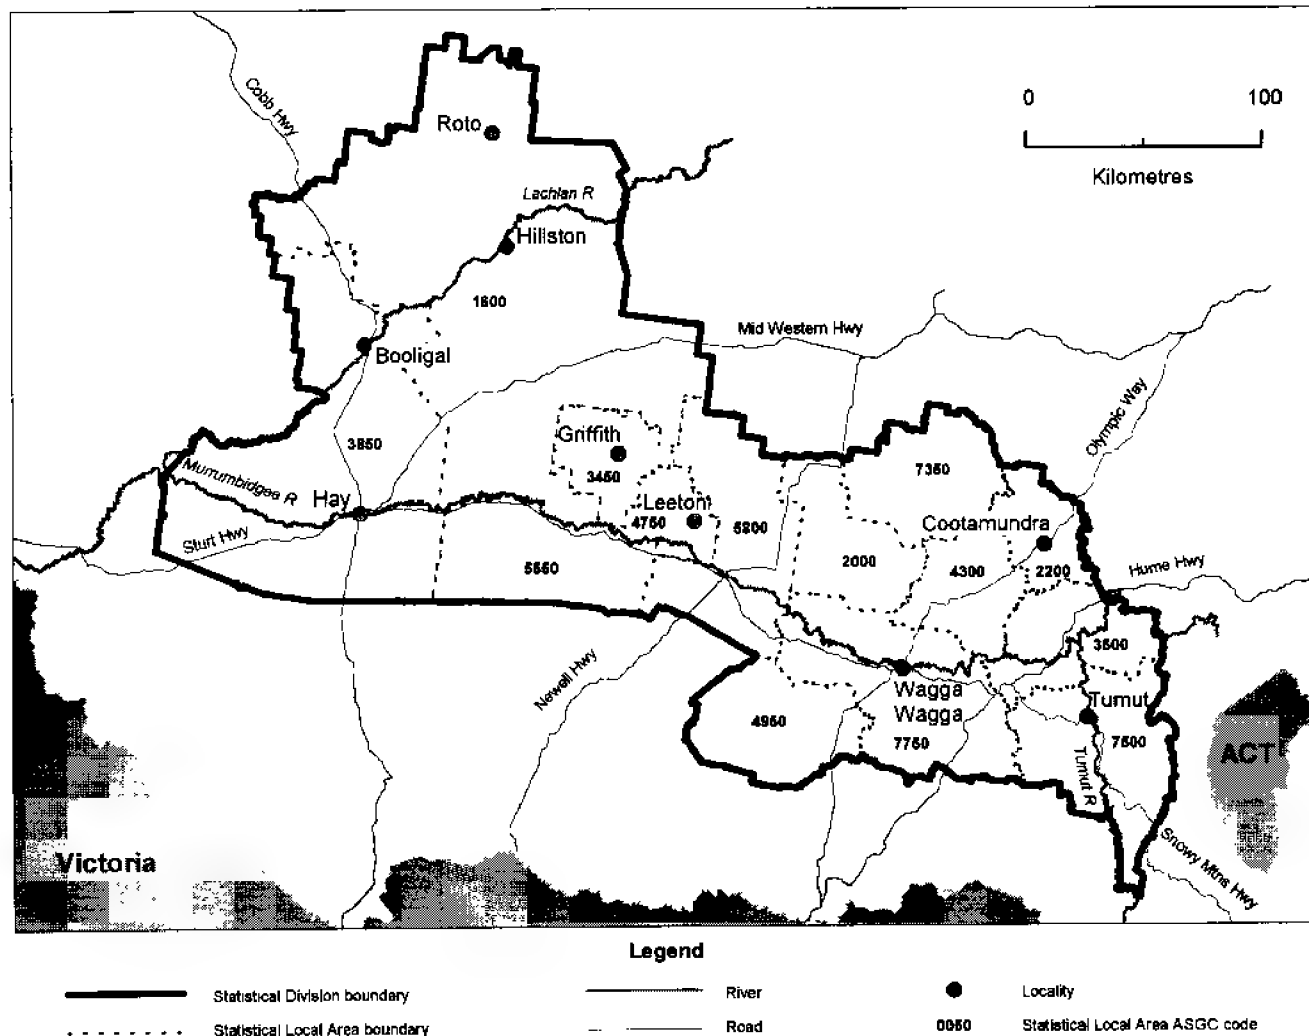 0 100
Kilometres
Cobb Hwy
Roto
Lachlan R
Hillston
1600
Mid Western Hwy
Booligal
Olympic Way
3850
Griffith
3450
7350
Murrumbidgee R
Hay
Leeton
4750
5800
Cootamundra
Sturt Hwy
5550
2000
4300
2200
Hume Hwy
3500
Newell Hwy
Wagga
Wagga
Tumut
4950
7750
7500
ACT
Tumut R
Victoria
Snowy Mtns Hwy
Legend
Statistical Division boundary
River
Locality
Statistical Local Area boundary
Road
0050
Statistical Local Area ASGC code